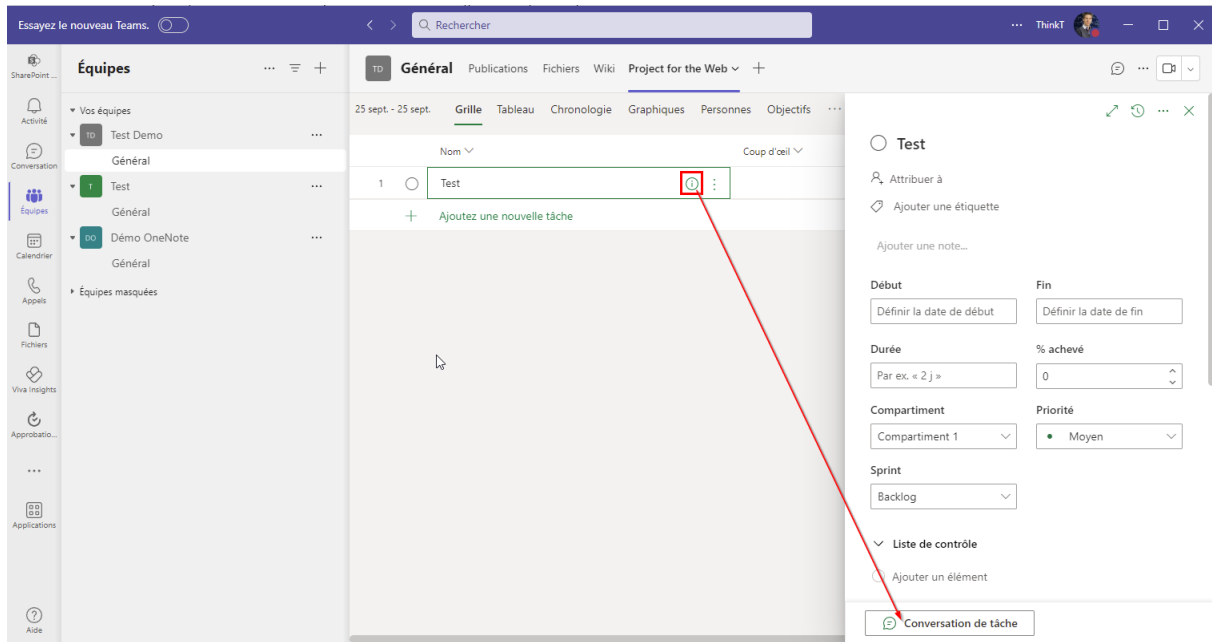 Essayez le nouveau Teams.
Rechercher
ThinkT
SharePoint ...
Activité
Conversation
Équipes
Calendrier
Appels
Fichiers
Viva Insights
Approbatio...
Applications
Aide
Équipes
Vos équipes
TD Test Demo
Général
T Test
Général
DO Démo OneNote
Général
Équipes masquées
TD Général Publications Fichiers Wiki Project for the Web
25 sept. - 25 sept. Grille Tableau Chronologie Graphiques Personnes Objectifs
Nom Coup d'œil
1 Test
Ajoutez une nouvelle tâche
Test
Attribuer à
Ajouter une étiquette
Ajouter une note...
Début Fin
Définir la date de début Définir la date de fin
Durée % achevé
Par ex. « 2 j » 0
Compartiment Priorité
Compartiment 1 Moyen
Sprint
Backlog
Liste de contrôle
Ajouter un élément
Conversation de tâche